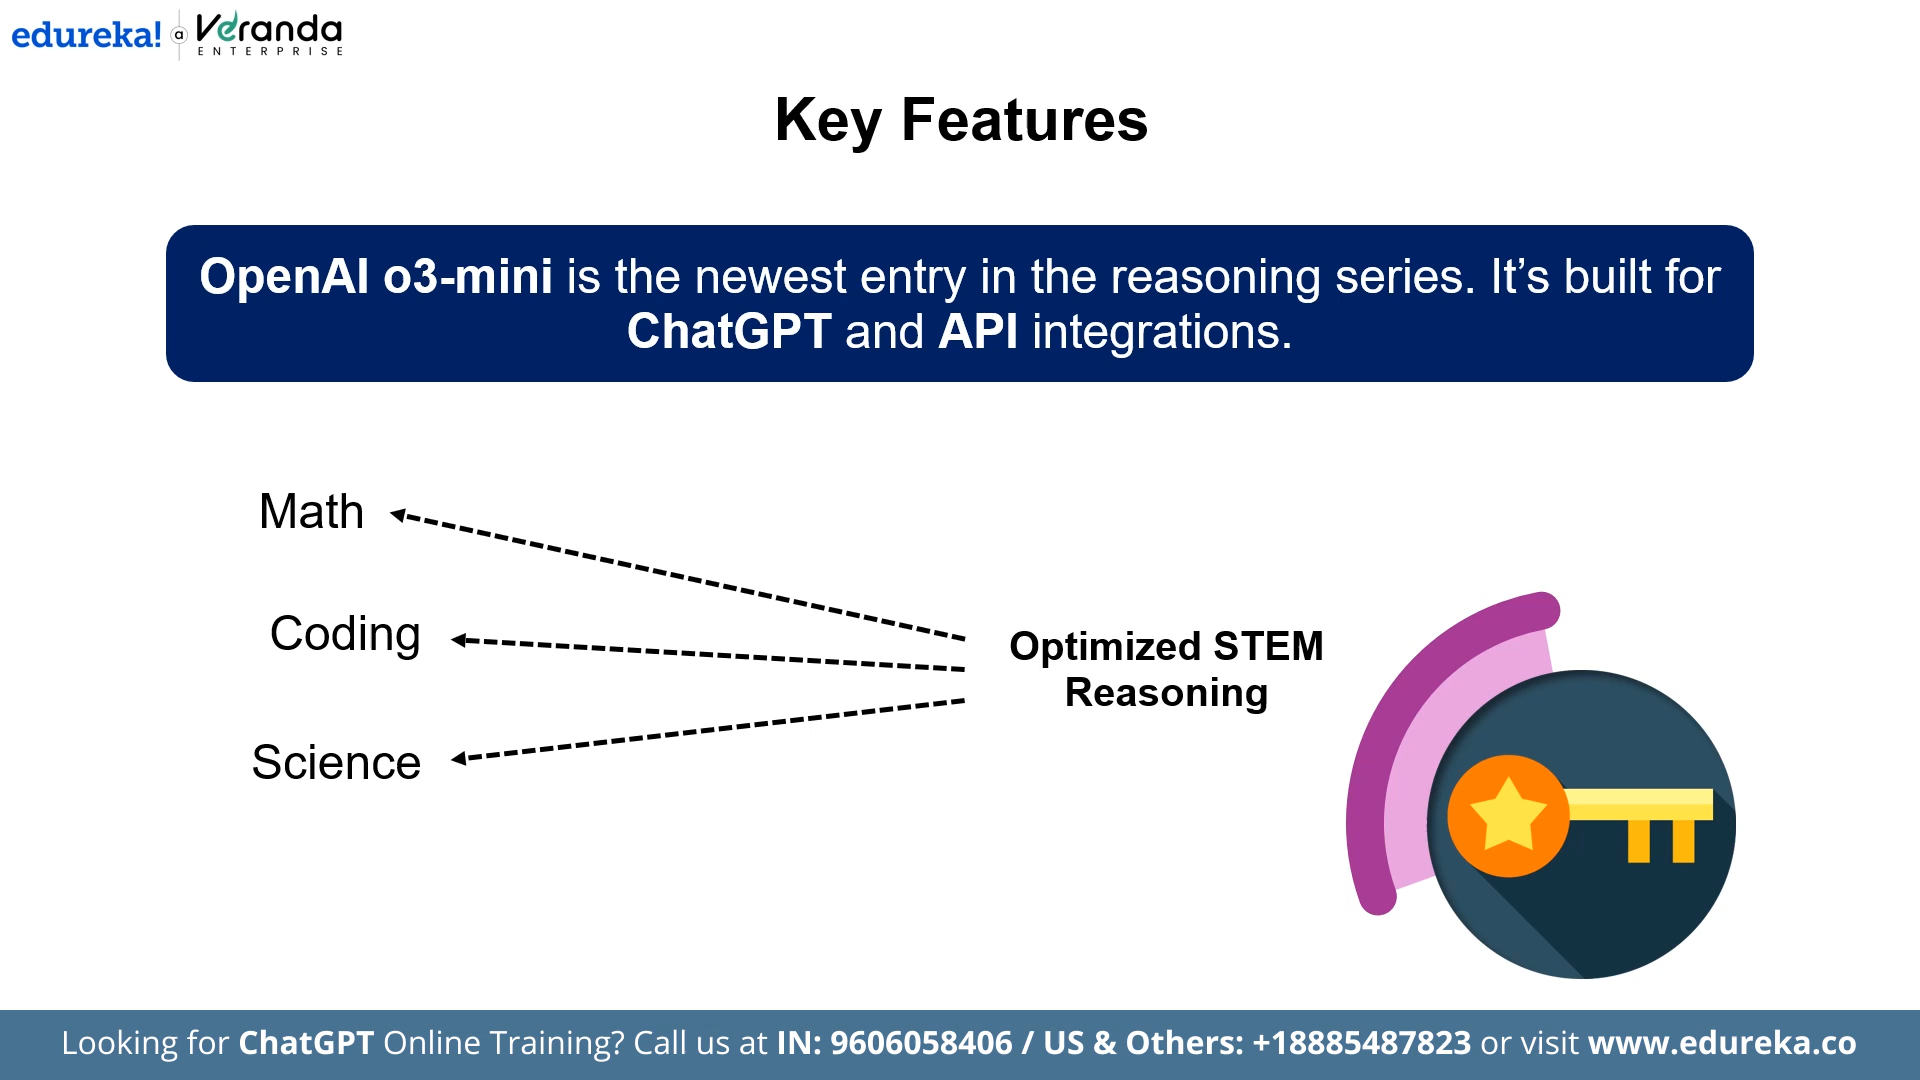 edureka! a Veranda
ENTERPRISE
Key Features
OpenAI o3-mini is the newest entry in the reasoning series. It’s built for
ChatGPT and API integrations.
Math
Coding
Science
Optimized STEM
Reasoning
Looking for ChatGPT Online Training? Call us at IN: 9606058406 / US & Others: +18885487823 or visit www.edureka.co